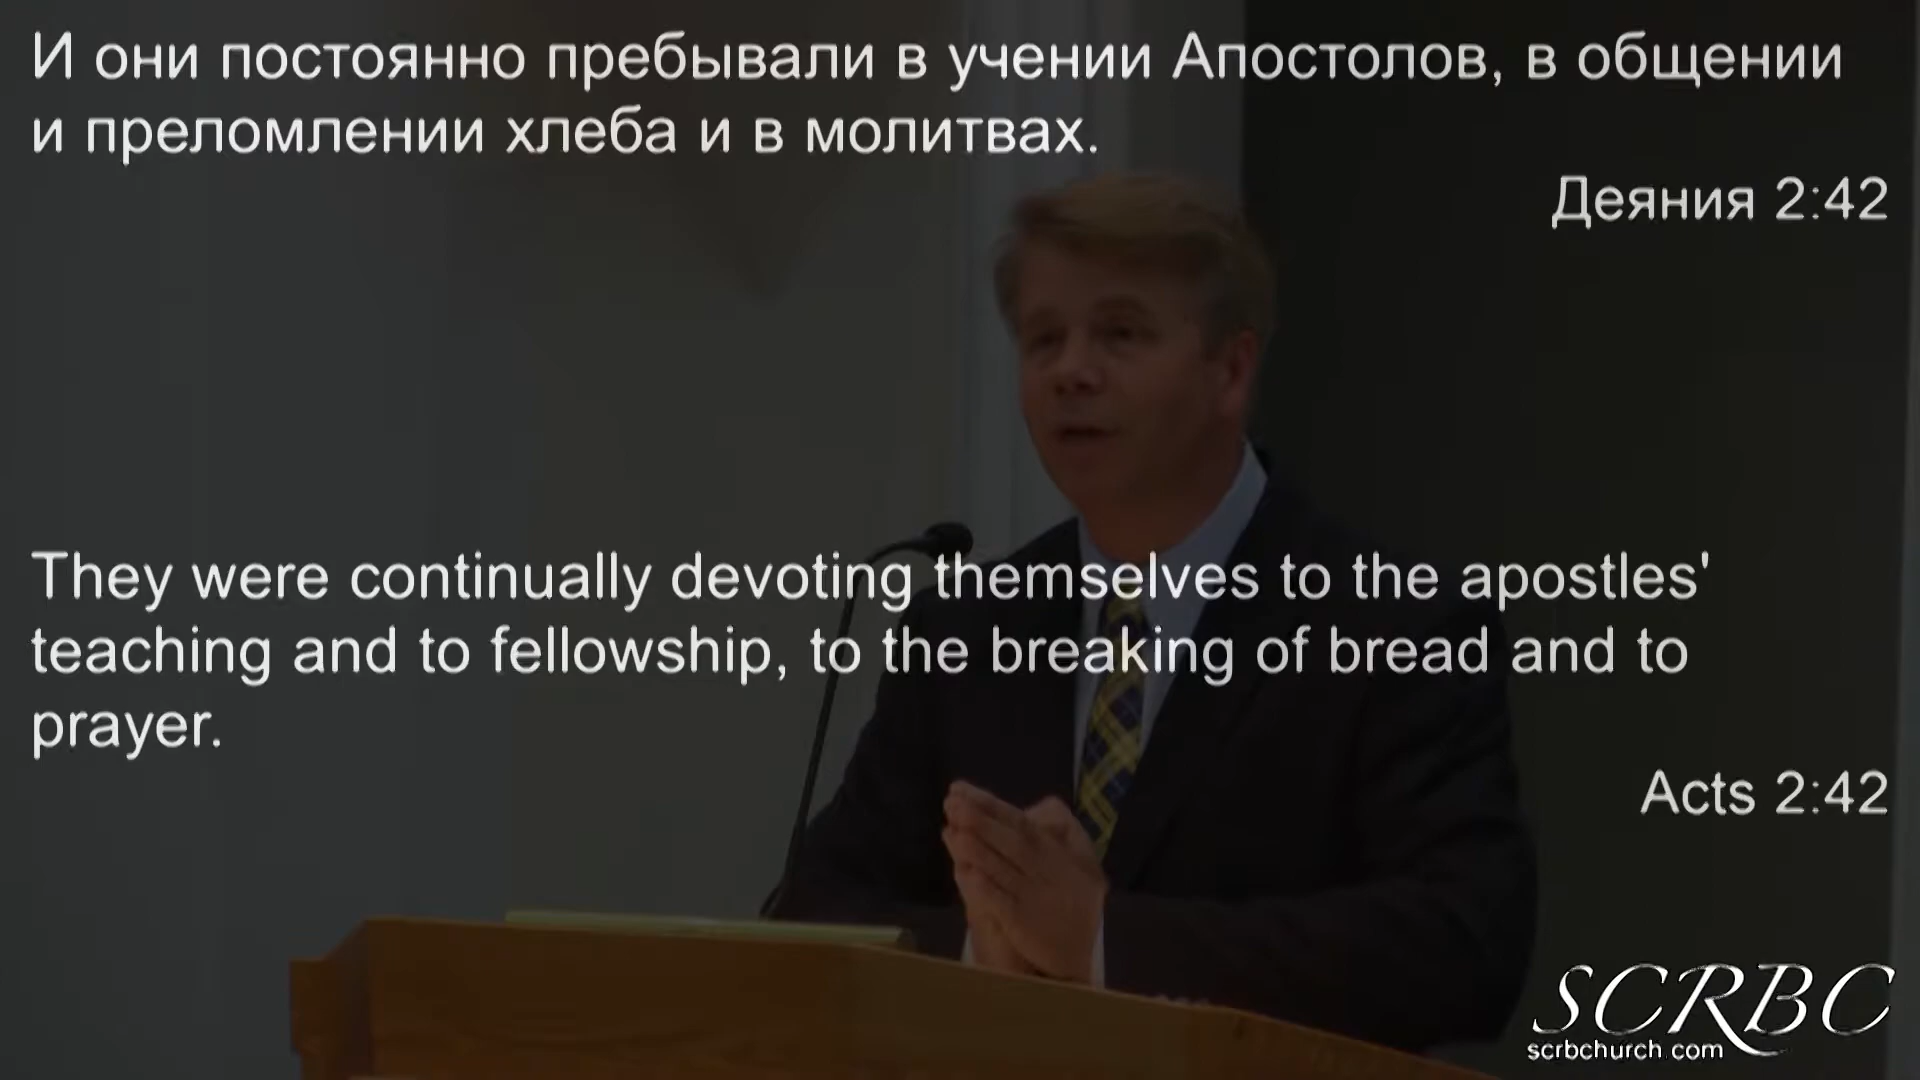 И они постоянно пребывали в учении Апостолов, в общении
и преломлении хлеба и в молитвах.
Деяния 2:42
They were continually devoting themselves to the apostles'
teaching and to fellowship, to the breaking of bread and to
prayer.
Acts 2:42
SCRBC
scrbchurch.com